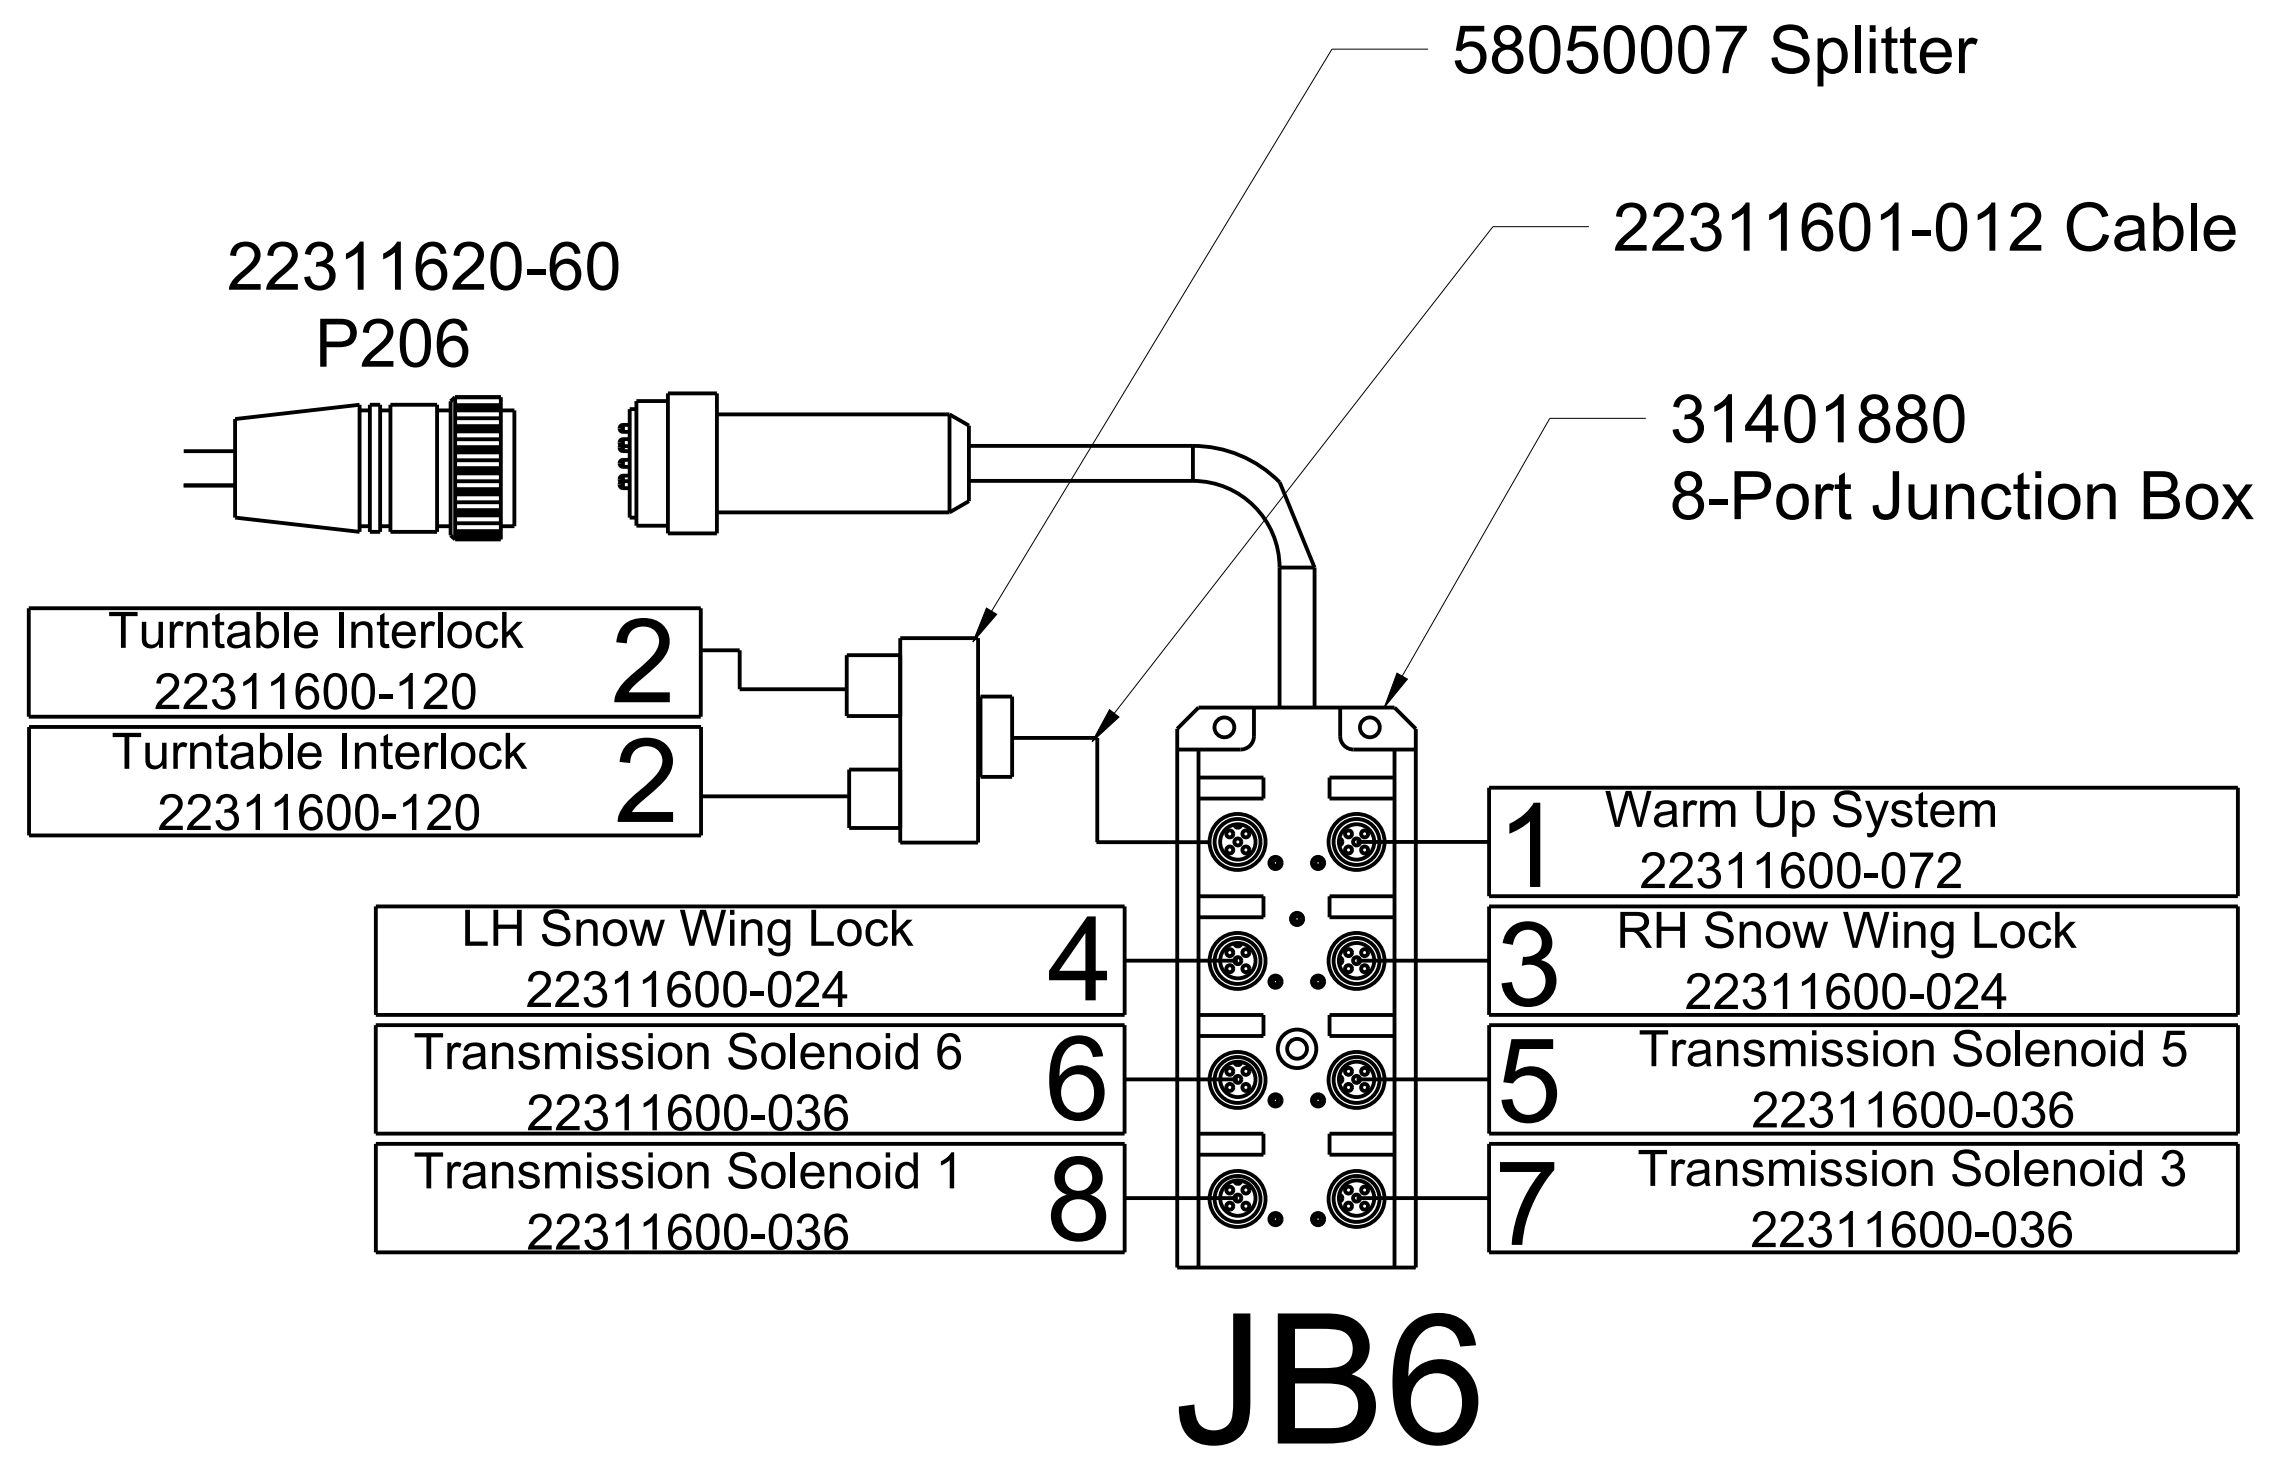 58050007 Splitter
22311601-012 Cable
22311620-60
P206
31401880
8-Port Junction Box
Turntable Interlock
22311600-120
2
Turntable Interlock
22311600-120
2
1
Warm Up System
22311600-072
LH Snow Wing Lock
22311600-024
4
3
RH Snow Wing Lock
22311600-024
Transmission Solenoid 6
22311600-036
6
5
Transmission Solenoid 5
22311600-036
Transmission Solenoid 1
22311600-036
8
7
Transmission Solenoid 3
22311600-036
JB6